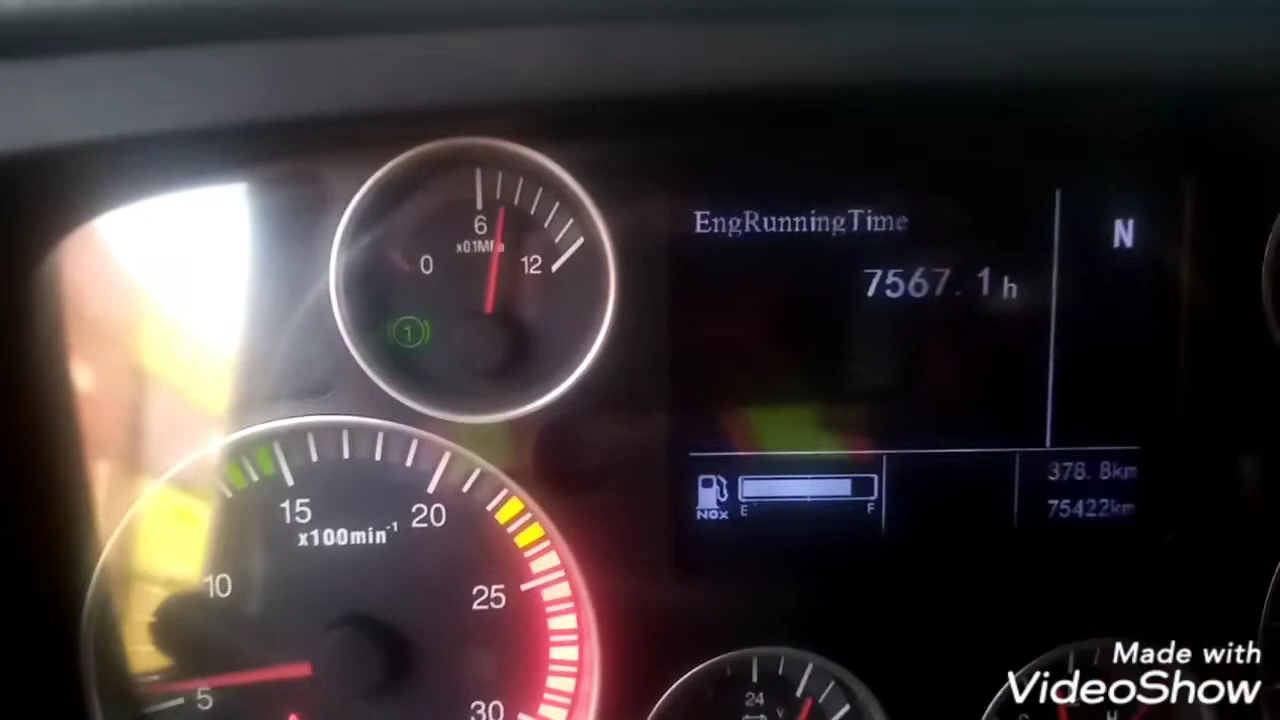 6
x0.1MPa
0
12
1
EngRunningTime
7567.1h
N
15
20
x100min⁻¹
10
25
5
30
NOx
E
F
378.8km
75422km
24
V
Made with
VideoShow